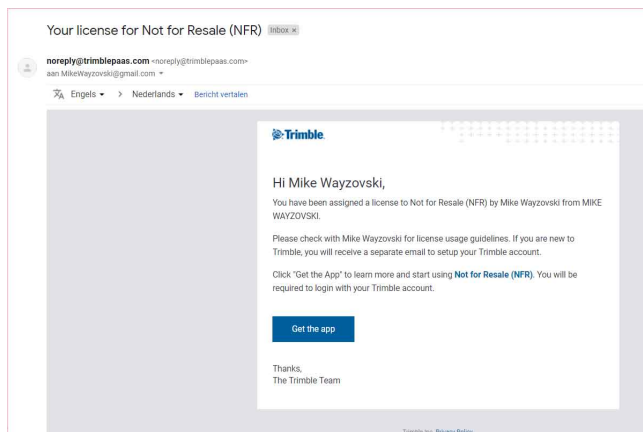 Your license for Not for Resale (NFR) Inbox ×
noreply@trimblepaas.com <noreply@trimblepaas.com>
aan MikeWayzovski@gmail.com
Engels > Nederlands Bericht vertalen
Trimble.
Hi Mike Wayzovski,
You have been assigned a license to Not for Resale (NFR) by Mike Wayzovski from MIKE
WAYZOVSKI.
Please check with Mike Wayzovski for license usage guidelines. If you are new to
Trimble, you will receive a separate email to setup your Trimble account.
Click "Get the App" to learn more and start using Not for Resale (NFR). You will be
required to login with your Trimble account.
Get the app
Thanks,
The Trimble Team
Privacy Policy